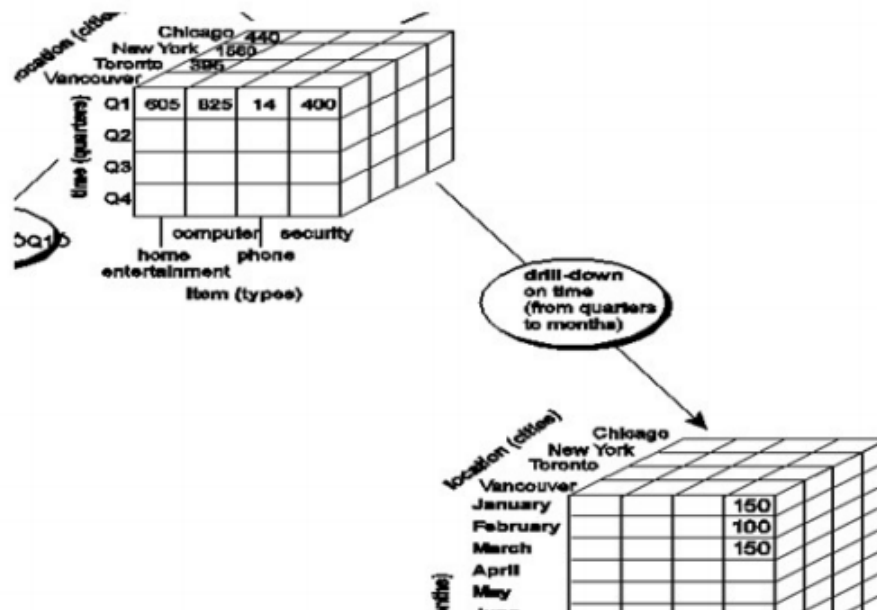 location (cities)
Chicago 440
New York 1560
Toronto 395
Vancouver
time (quarters)
Q1 605 825 14 400
Q2
Q3
Q4
computer security
home phone
entertainment
item (types)
drill-down
on time
(from quarters
to months)
location (cities)
Chicago
New York
Toronto
Vancouver
January 150
February 100
March 150
April
May